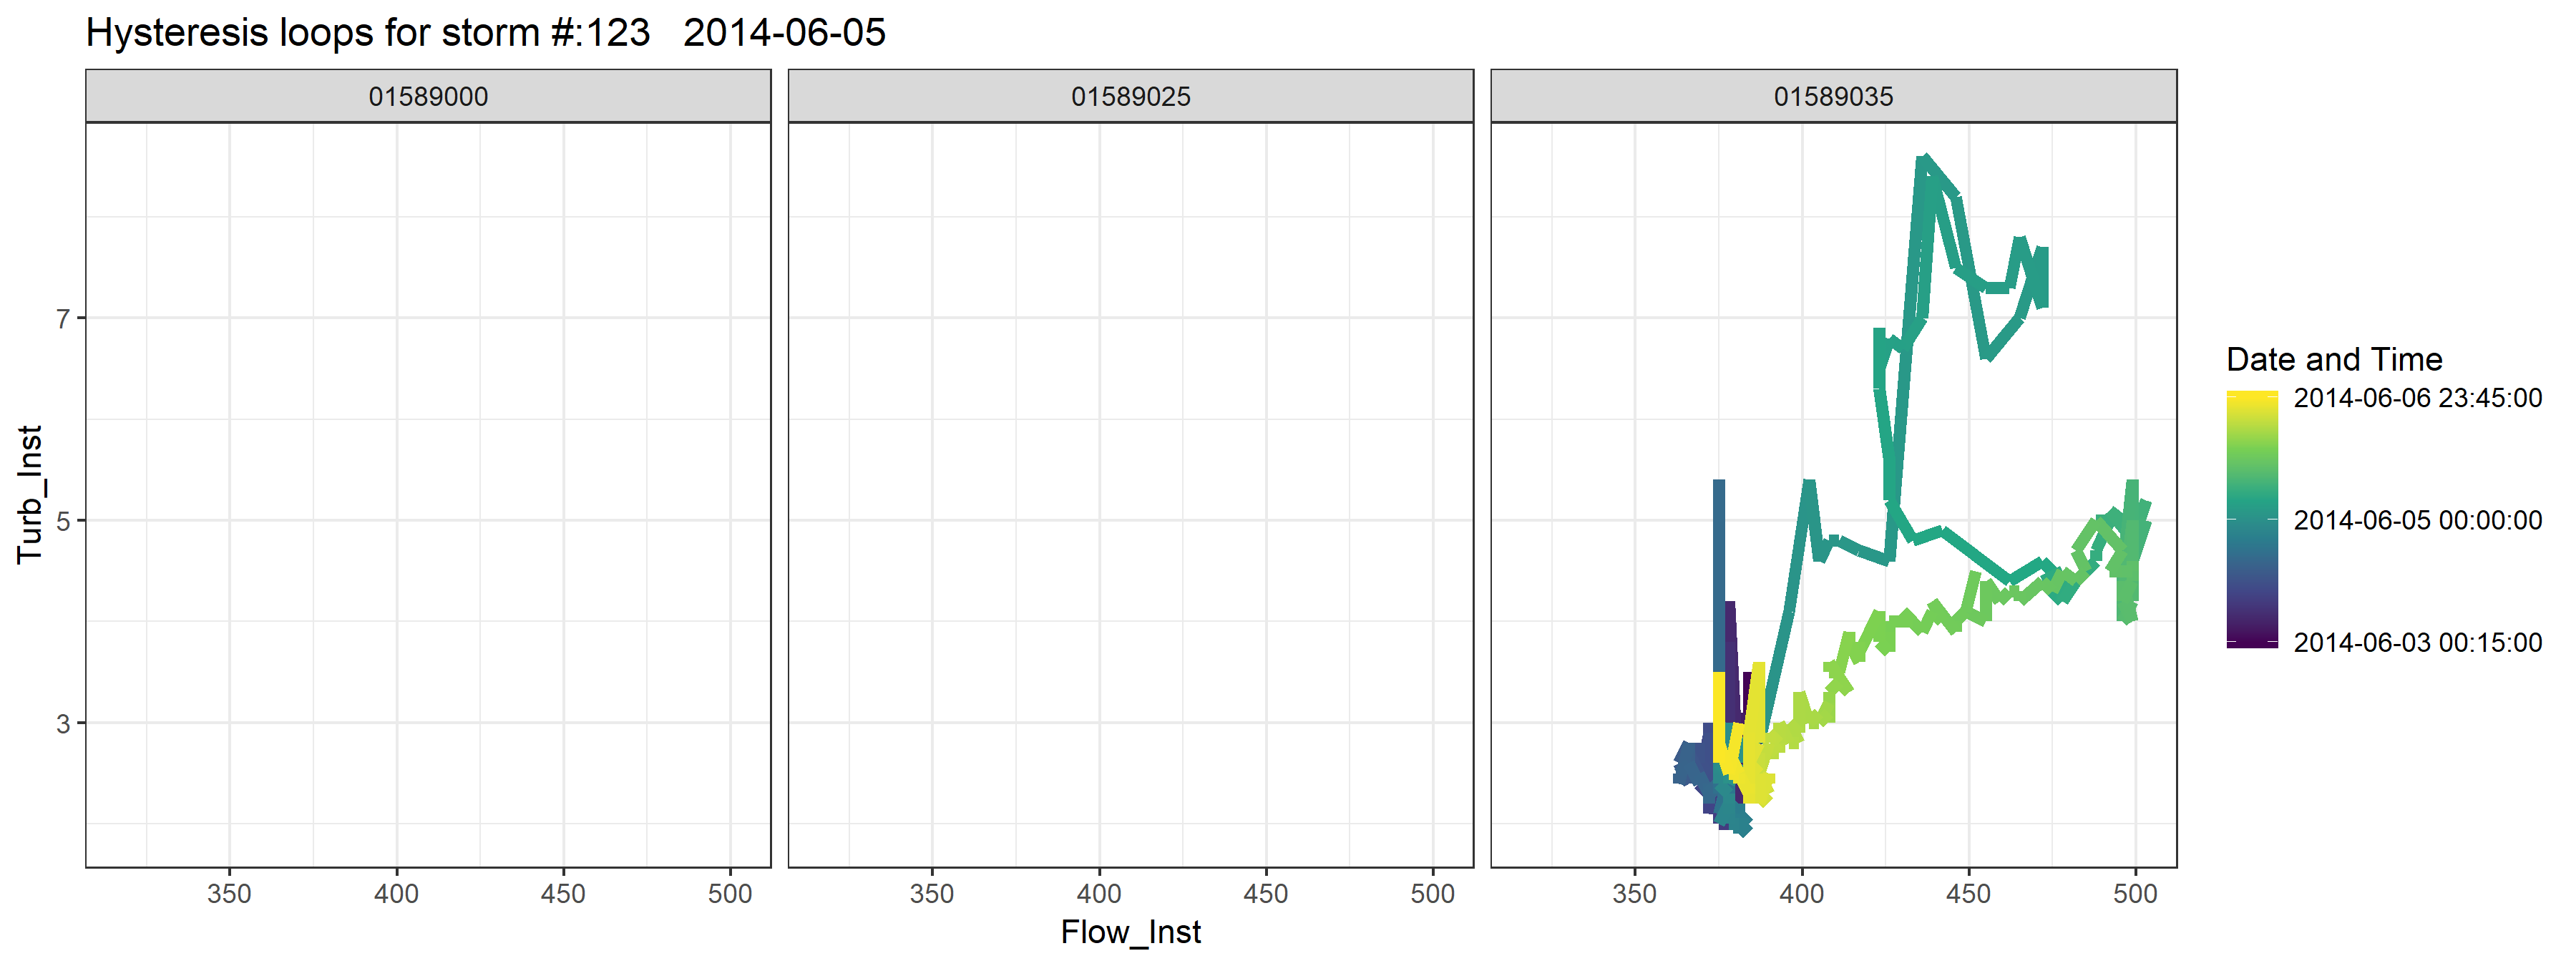 Hysteresis loops for storm #:123   2014-06-05
01589000
01589025
01589035
Turb_Inst
7
5
3
350 400 450 500
350 400 450 500
350 400 450 500
Flow_Inst
Date and Time
2014-06-06 23:45:00
2014-06-05 00:00:00
2014-06-03 00:15:00